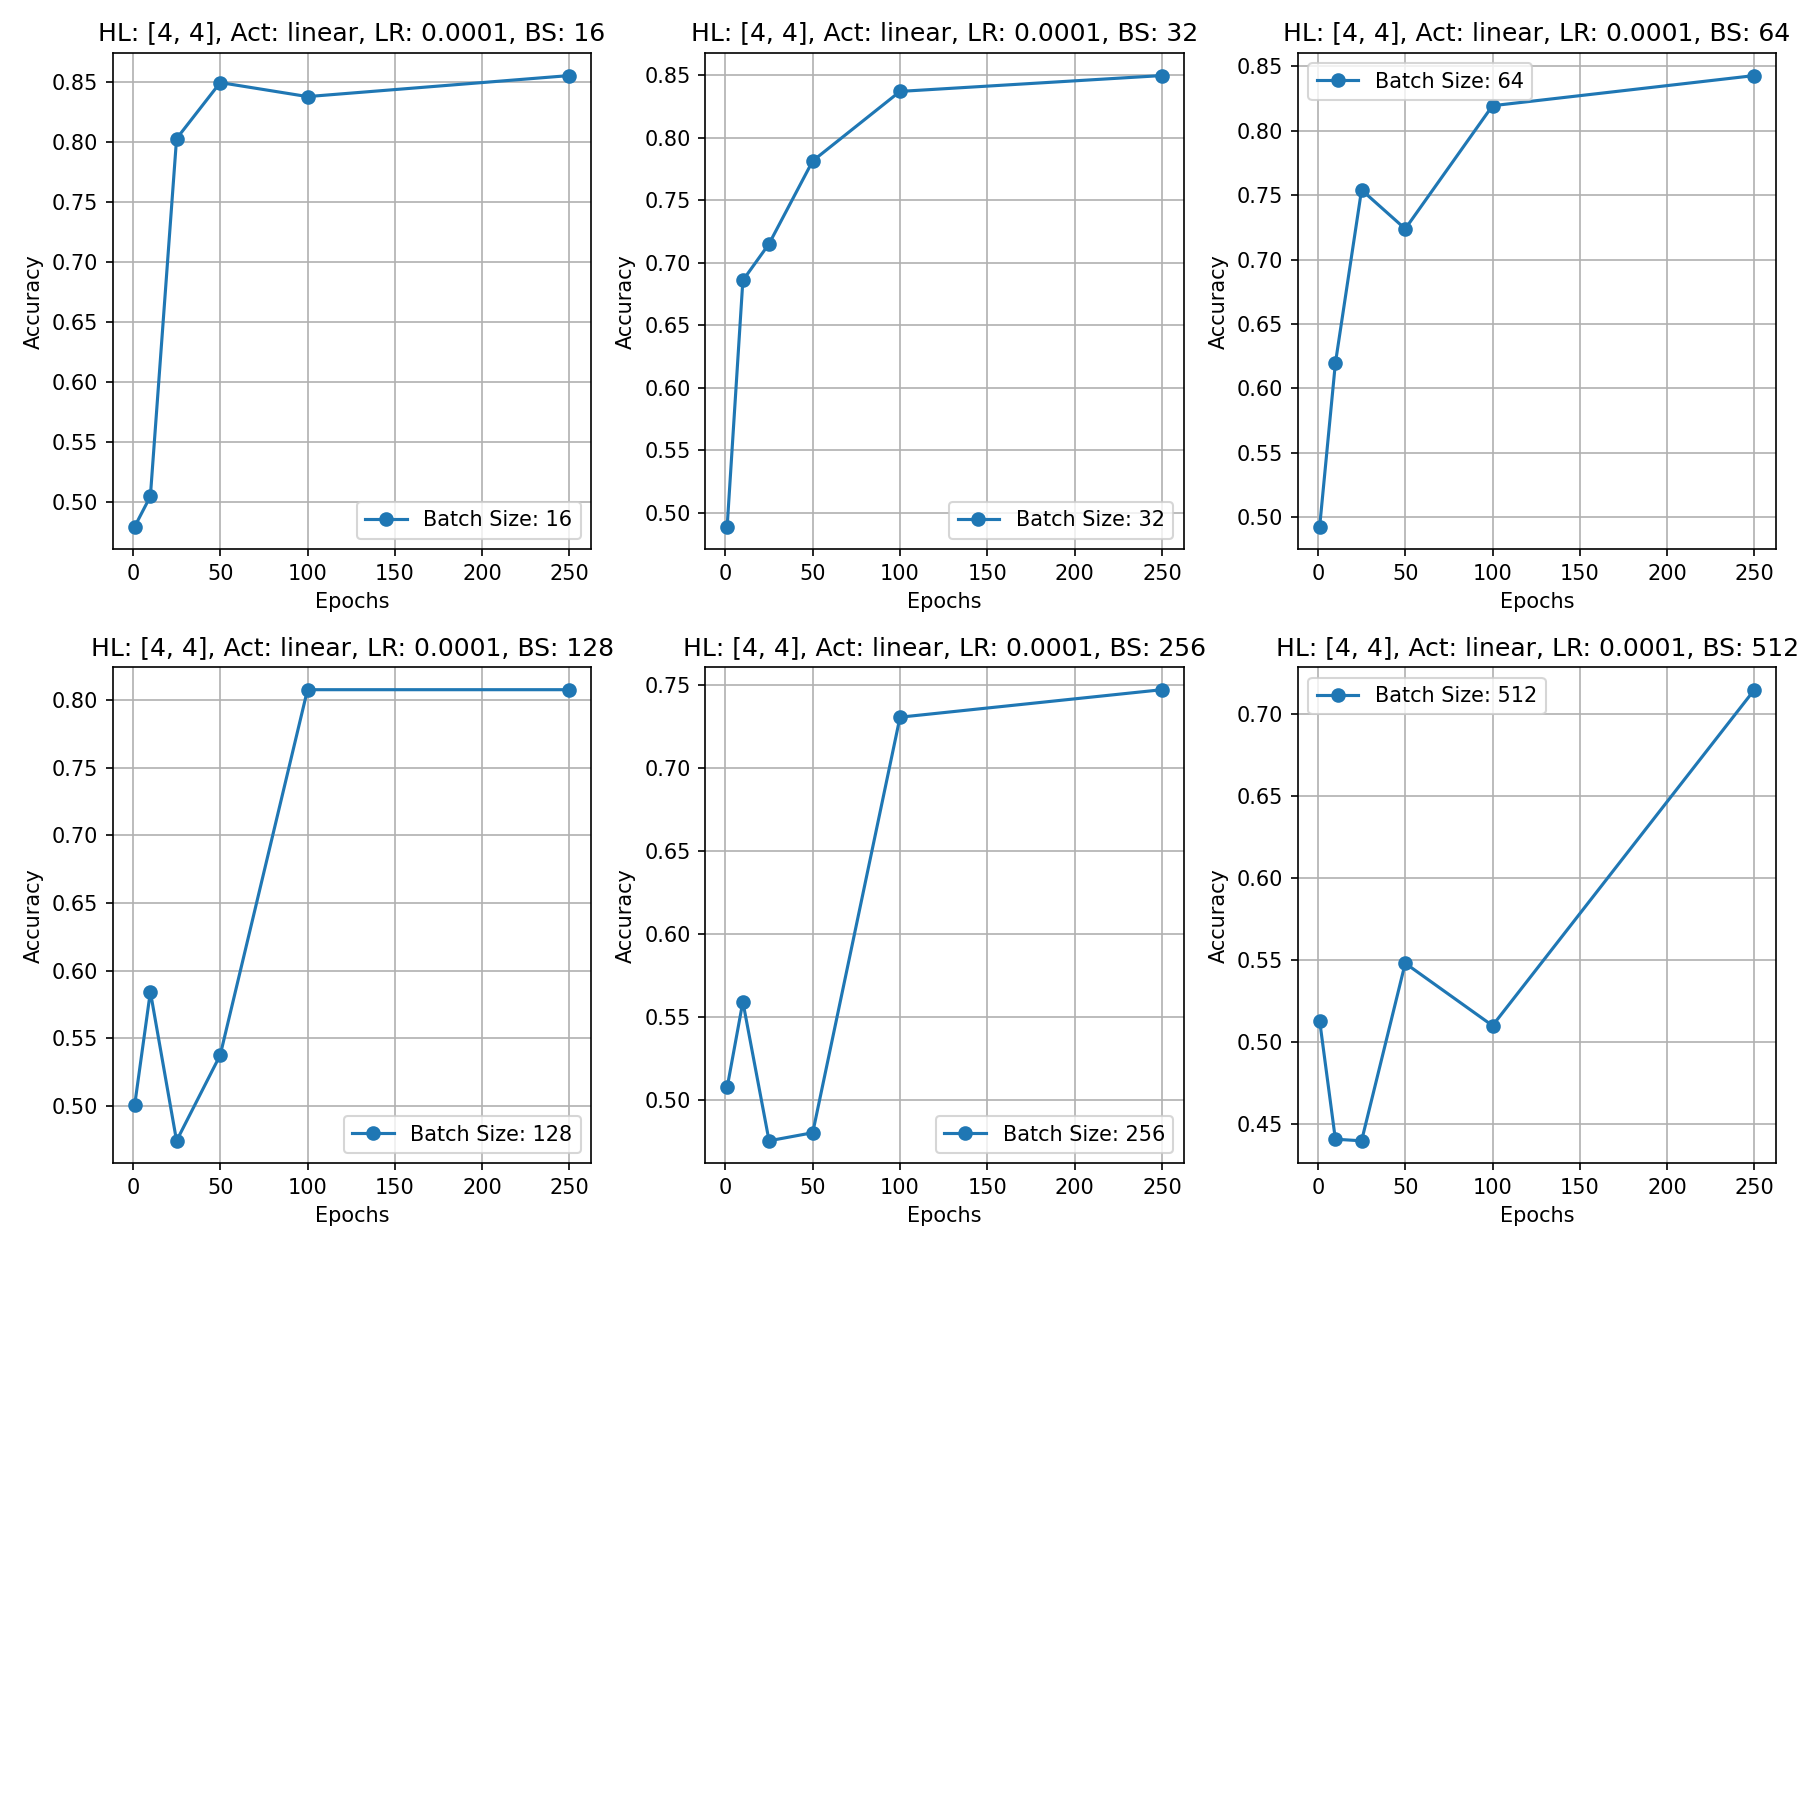 HL: [4, 4], Act: linear, LR: 0.0001, BS: 16
0.85
0.80
0.75
0.70
0.65
0.60
0.55
0.50
Accuracy
Batch Size: 16
0 50 100 150 200 250
Epochs
HL: [4, 4], Act: linear, LR: 0.0001, BS: 32
0.85
0.80
0.75
0.70
0.65
0.60
0.55
0.50
Accuracy
Batch Size: 32
0 50 100 150 200 250
Epochs
HL: [4, 4], Act: linear, LR: 0.0001, BS: 64
Batch Size: 64
0.85
0.80
0.75
0.70
0.65
0.60
0.55
0.50
Accuracy
0 50 100 150 200 250
Epochs
HL: [4, 4], Act: linear, LR: 0.0001, BS: 128
0.80
0.75
0.70
0.65
0.60
0.55
0.50
Accuracy
Batch Size: 128
0 50 100 150 200 250
Epochs
HL: [4, 4], Act: linear, LR: 0.0001, BS: 256
0.75
0.70
0.65
0.60
0.55
0.50
Accuracy
Batch Size: 256
0 50 100 150 200 250
Epochs
HL: [4, 4], Act: linear, LR: 0.0001, BS: 512
Batch Size: 512
0.70
0.65
0.60
0.55
0.50
0.45
Accuracy
0 50 100 150 200 250
Epochs